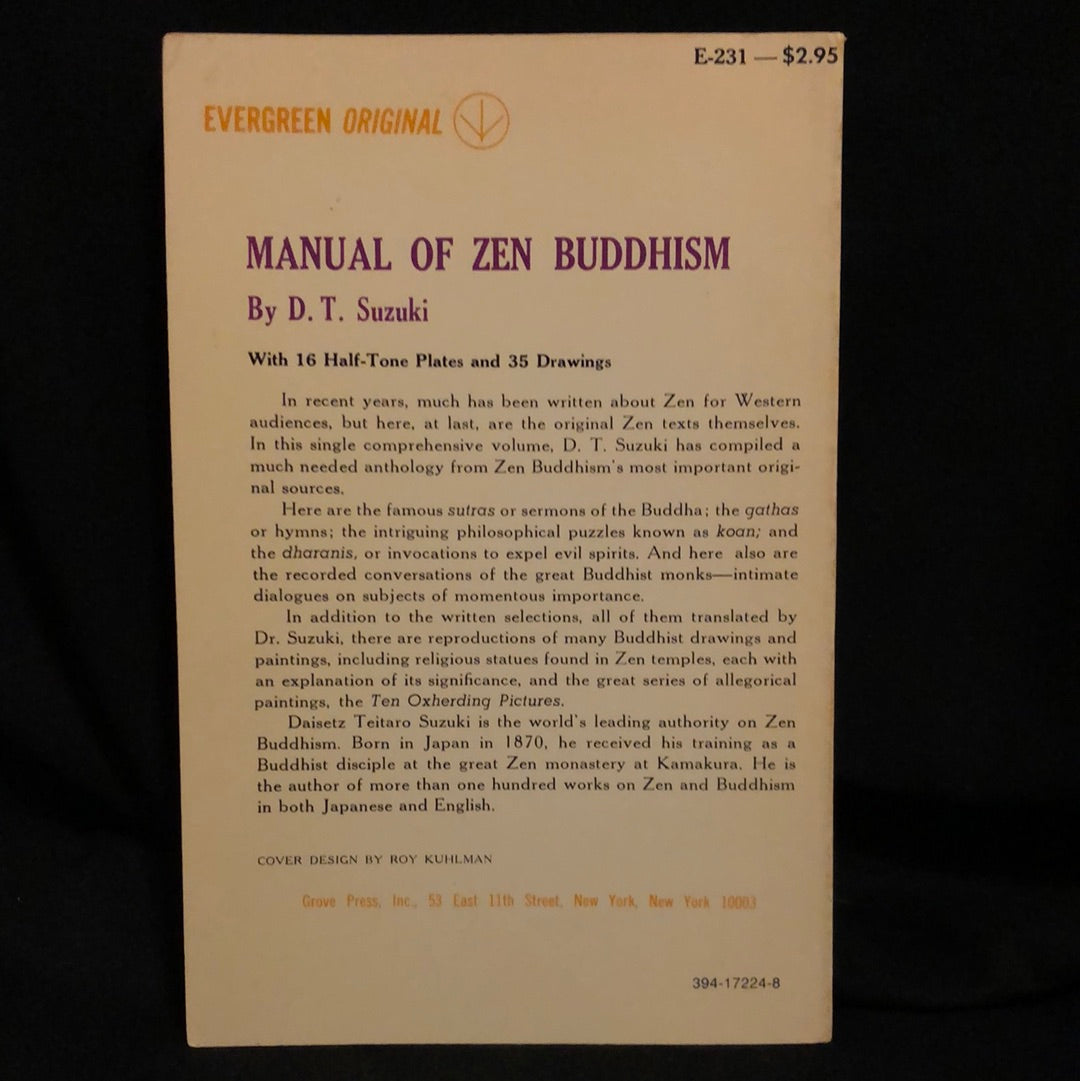 E-231 — $2.95
EVERGREEN ORIGINAL
MANUAL OF ZEN BUDDHISM
By D. T. Suzuki
With 16 Half-Tone Plates and 35 Drawings
In recent years, much has been written about Zen for Western
audiences, but here, at last, are the original Zen texts themselves.
In this single comprehensive volume, D. T. Suzuki has compiled a
much needed anthology from Zen Buddhism's most important origi-
nal sources.
Here are the famous sutras or sermons of the Buddha; the gathas
or hymns; the intriguing philosophical puzzles known as koan; and
the dharanis, or invocations to expel evil spirits. And here also are
the recorded conversations of the great Buddhist monks—intimate
dialogues on subjects of momentous importance.
In addition to the written selections, all of them translated by
Dr. Suzuki, there are reproductions of many Buddhist drawings and
paintings, including religious statues found in Zen temples, each with
an explanation of its significance, and the great series of allegorical
paintings, the Ten Oxherding Pictures.
Daisetz Teitaro Suzuki is the world's leading authority on Zen
Buddhism. Born in Japan in 1870, he received his training as a
Buddhist disciple at the great Zen monastery at Kamakura. He is
the author of more than one hundred works on Zen and Buddhism
in both Japanese and English.
COVER DESIGN BY ROY KUHLMAN
Grove Press, Inc., 53 East 11th Street, New York, New York 10003
394-17224-8